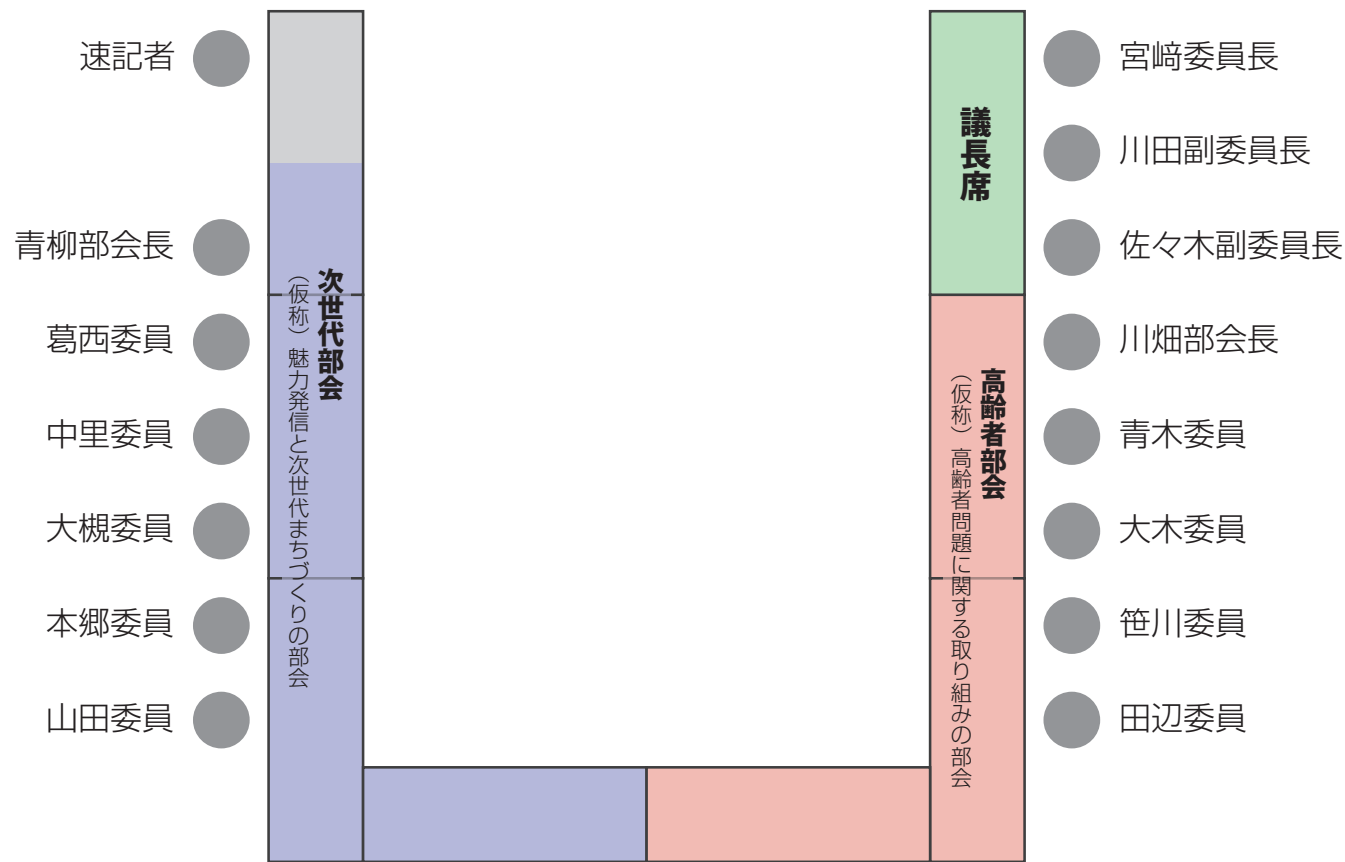 速記者
青柳部会長
葛西委員
中里委員
大槻委員
本郷委員
山田委員
次世代部会
（仮称）魅力発信と次世代まちづくりの部会
議長席
高齢者部会
（仮称）高齢者問題に関する取り組みの部会
宮﨑委員長
川田副委員長
佐々木副委員長
川畑部会長
青木委員
大木委員
笹川委員
田辺委員